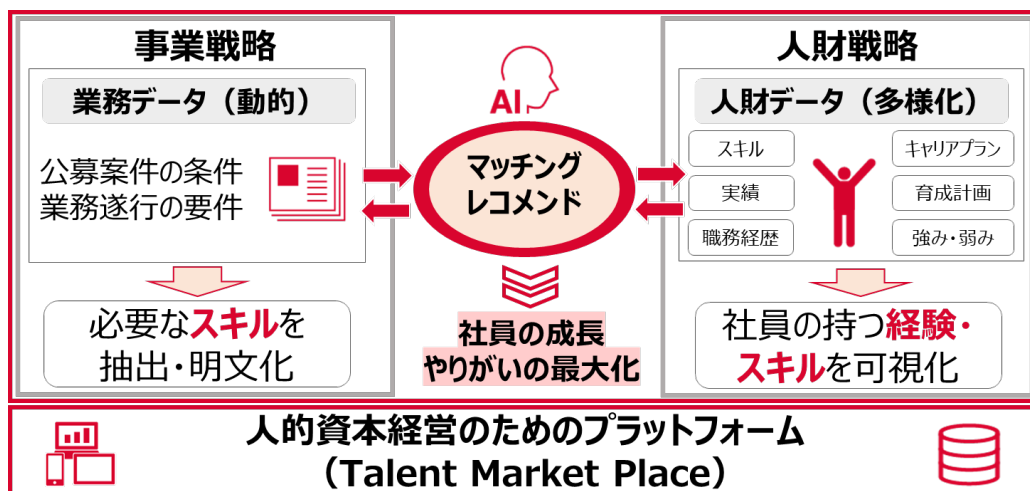 事業戦略
業務データ（動的）
公募案件の条件
業務遂行の要件
必要なスキルを
抽出・明文化
AI
マッチング
レコメンド
社員の成長
やりがいの最大化
人財戦略
人財データ（多様化）
スキル
実績
職務経歴
キャリアプラン
育成計画
強み・弱み
社員の持つ経験・
スキルを可視化
人的資本経営のためのプラットフォーム
（Talent Market Place）